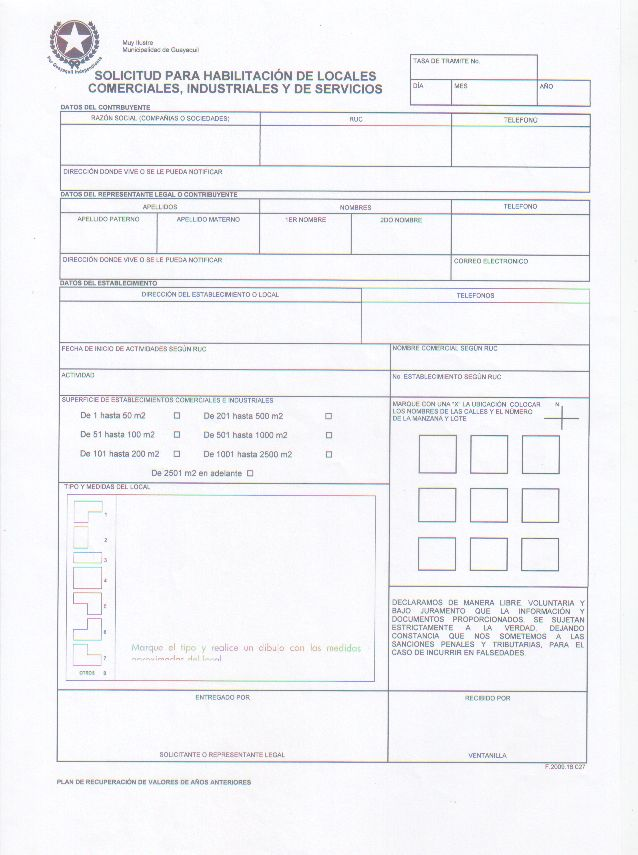 Muy Ilustre
Municipalidad de Guayaquil
Por Guayaquil Independiente
SOLICITUD PARA HABILITACIÓN DE LOCALES
COMERCIALES, INDUSTRIALES Y DE SERVICIOS
TASA DE TRAMITE No.
DÍA MES AÑO
DATOS DEL CONTRBUYENTE
RAZÓN SOCIAL (COMPAÑIAS O SOCIEDADES) RUC TELEFONO
DIRECCIÓN DONDE VIVE O SE LE PUEDA NOTIFICAR
DATOS DEL REPRESENTANTE LEGAL O CONTRIBUYENTE
APELLIDOS NOMBRES TELEFONO
APELLIDO PATERNO APELLIDO MATERNO 1ER NOMBRE 2DO NOMBRE
DIRECCIÓN DONDE VIVE O SE LE PUEDA NOTIFICAR CORREO ELECTRONICO
DATOS DEL ESTABLECIMIENTO
DIRECCIÓN DEL ESTABLECIMIENTO O LOCAL TELEFONOS
FECHA DE INICIO DE ACTIVIDADES SEGÚN RUC NOMBRE COMERCIAL SEGÚN RUC
ACTIVIDAD No. ESTABLECIMIENTO SEGÚN RUC
SUPERFICIE DE ESTABLECIMIENTOS COMERCIALES E INDUSTRIALES
De 1 hasta 50 m2 De 201 hasta 500 m2
De 51 hasta 100 m2 De 501 hasta 1000 m2
De 101 hasta 200 m2 De 1001 hasta 2500 m2
De 2501 m2 en adelante
MARQUE CON UNA "X" LA UBICACIÓN COLOCAR
LOS NOMBRES DE LAS CALLES Y EL NÚMERO
DE LA MANZANA Y LOTE
N
TIPO Y MEDIDAS DEL LOCAL
1
2
3
4
5
6
7
OTROS 8
Marque el tipo y realice un dibujo con las medidas
aproximadas del local
DECLARAMOS DE MANERA LIBRE, VOLUNTARIA Y
BAJO JURAMENTO QUE LA INFORMACIÓN Y
DOCUMENTOS PROPORCIONADOS, SE SUJETAN
ESTRICTAMENTE A LA VERDAD, DEJANDO
CONSTANCIA QUE NOS SOMETEMOS A LAS
SANCIONES PENALES Y TRIBUTARIAS, PARA EL
CASO DE INCURRIR EN FALSEDADES.
ENTREGADO POR RECIBIDO POR
SOLICITANTE O REPRESENTANTE LEGAL VENTANILLA
F.2009.18.027
PLAN DE RECUPERACIÓN DE VALORES DE AÑOS ANTERIORES